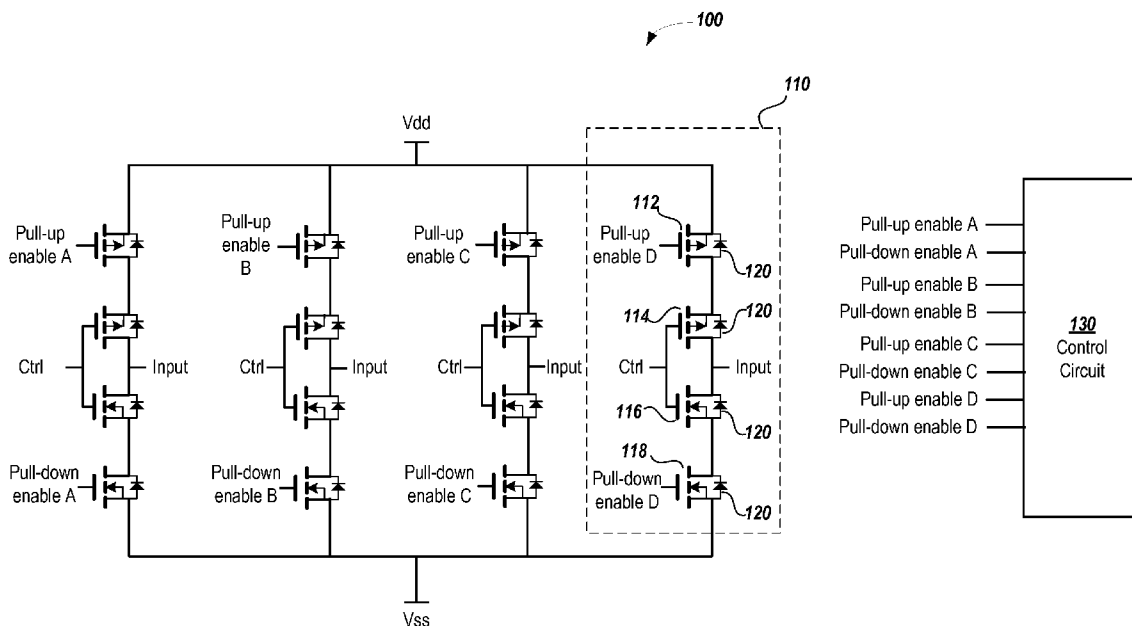 100
110
Vdd
112
Pull-up
enable A
Pull-up
enable
B
Pull-up
enable C
Pull-up
enable D
120
114
120
Ctrl
Input
Ctrl
Input
Ctrl
Input
Ctrl
Input
116
120
118
Pull-down
enable A
Pull-down
enable B
Pull-down
enable C
Pull-down
enable D
120
Vss
Pull-up enable A
Pull-down enable A
Pull-up enable B
Pull-down enable B
Pull-up enable C
Pull-down enable C
Pull-up enable D
Pull-down enable D
130
Control
Circuit